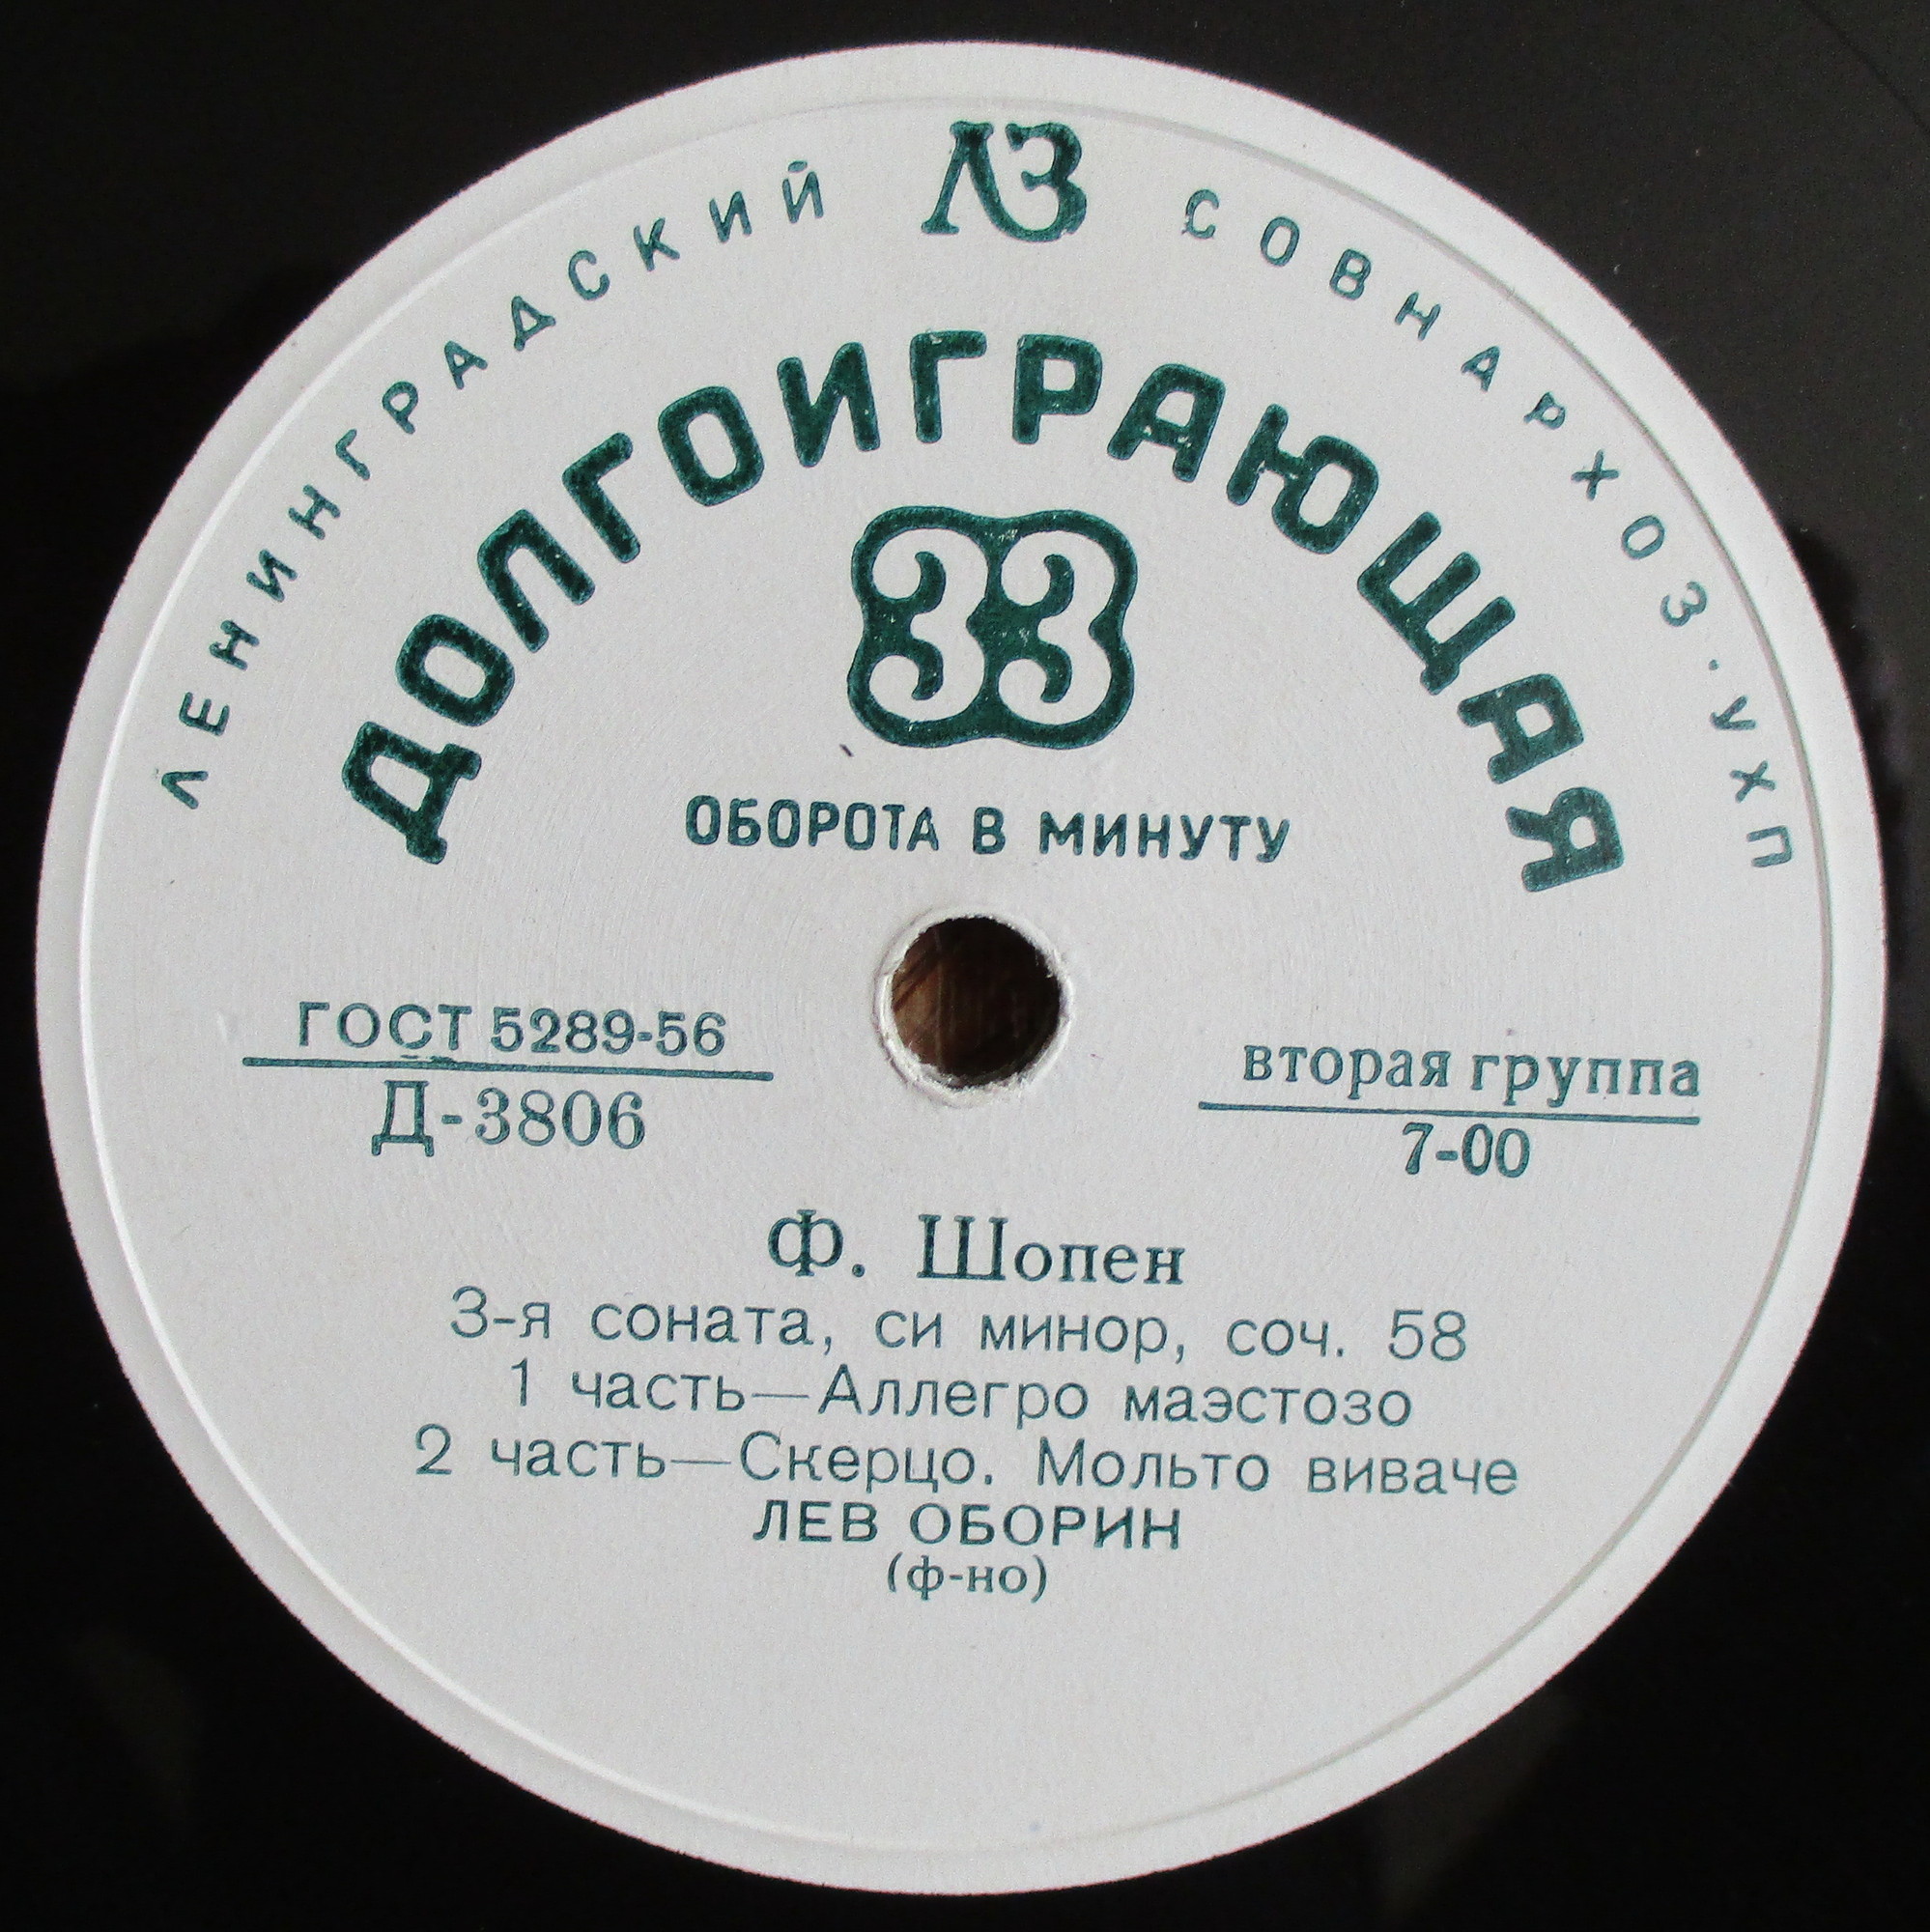 ЛЕНИНГРАДСКИЙ ЛЗ СОВНАРХОЗ·УХП
ДОЛГОИГРАЮЩАЯ
33
ОБОРОТА В МИНУТУ
ГОСТ 5289-56
Д-3806
вторая группа
7-00
Ф. Шопен
3-я соната, си минор, соч. 58
1 часть—Аллегро маэстозо
2 часть—Скерцо. Мольто виваче
ЛЕВ ОБОРИН
(ф-но)